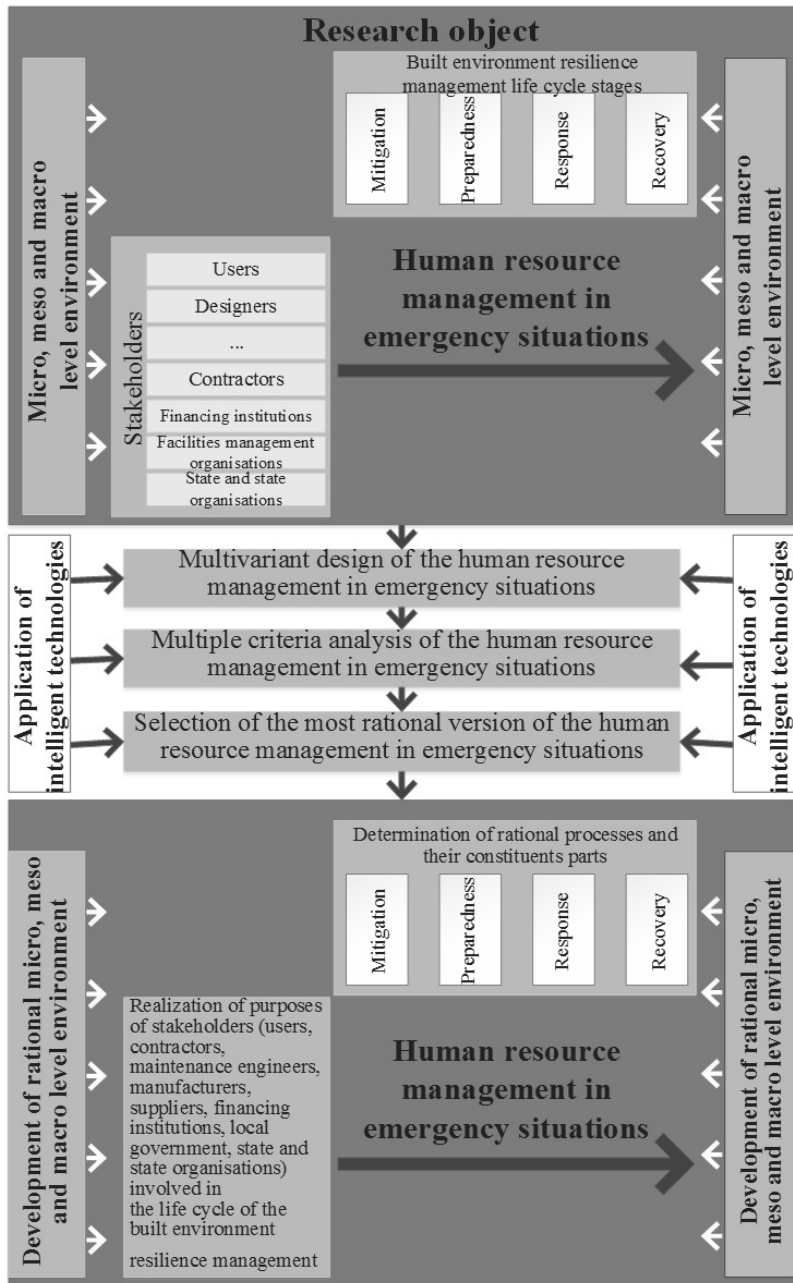 Research object
Built environment resilience
management life cycle stages
Mitigation
Preparedness
Response
Recovery
Micro, meso and macro
level environment
Stakeholders
Users
Designers
...
Contractors
Financing institutions
Facilities management
organisations
State and state
organisations
Human resource
management in
emergency situations
Micro, meso and macro
level environment
Application of
intelligent technologies
Multivariant design of the human resource
management in emergency situations
Multiple criteria analysis of the human resource
management in emergency situations
Selection of the most rational version of the human
resource management in emergency situations
Application of
intelligent technologies
Determination of rational processes and
their constituents parts
Mitigation
Preparedness
Response
Recovery
Development of rational micro, meso
and macro level environment
Realization of purposes
of stakeholders (users,
contractors,
maintenance engineers,
manufacturers,
suppliers, financing
institutions, local
government, state and
state organisations)
involved in
the life cycle of the
built environment
resilience management
Human resource
management in
emergency situations
Development of rational micro,
meso and macro level environment